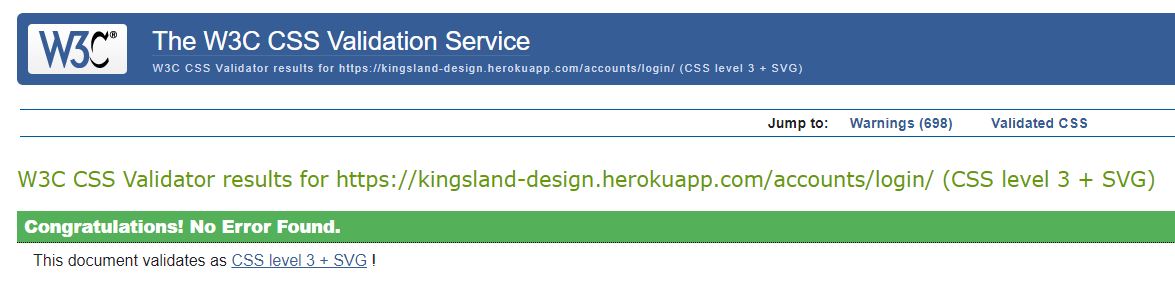 W3C®
The W3C CSS Validation Service
W3C CSS Validator results for https://kingsland-design.herokuapp.com/accounts/login/ (CSS level 3 + SVG)
Jump to: Warnings (698) Validated CSS
W3C CSS Validator results for https://kingsland-design.herokuapp.com/accounts/login/ (CSS level 3 + SVG)
Congratulations! No Error Found.
This document validates as CSS level 3 + SVG !